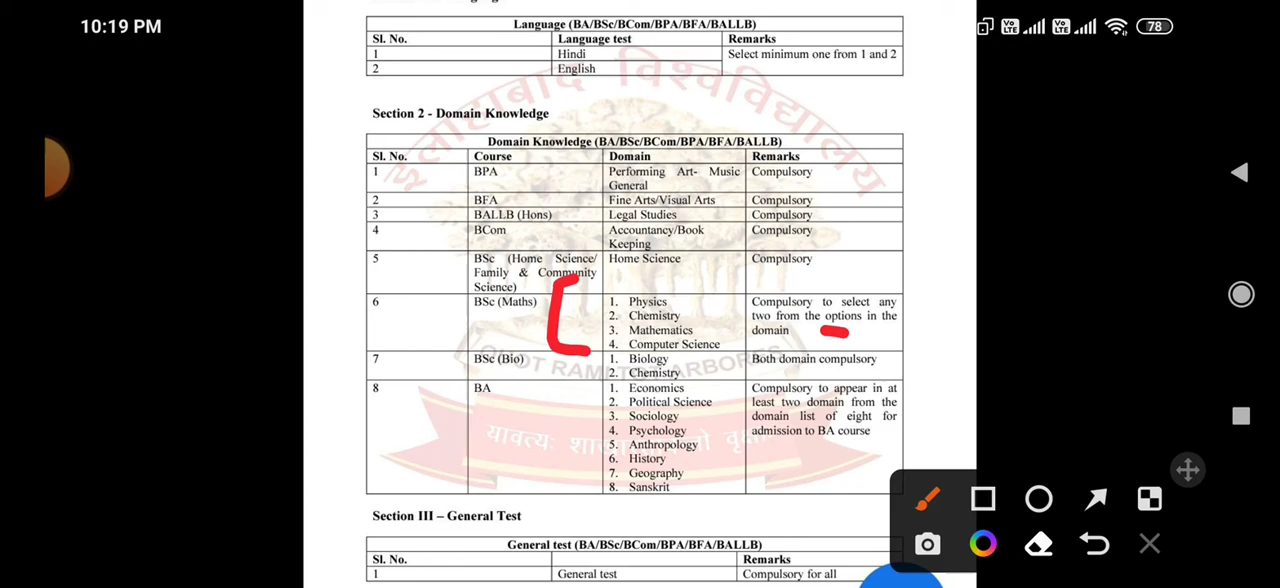 10:19 PM
Vo LTE Vo LTE 78
Language (BA/BSc/BCom/BPA/BFA/BALLB)
Sl. No. Language test Remarks
1 Hindi Select minimum one from 1 and 2
2 English
Section 2 - Domain Knowledge
Domain Knowledge (BA/BSc/BCom/BPA/BFA/BALLB)
Sl. No. Course Domain Remarks
1 BPA Performing Art- Music Compulsory
General
2 BFA Fine Arts/Visual Arts Compulsory
3 BALLB (Hons) Legal Studies Compulsory
4 BCom Accountancy/Book Compulsory
Keeping
5 BSc (Home Science/ Home Science Compulsory
Family & Community
Science)
6 BSc (Maths) 1. Physics Compulsory to select any
2. Chemistry two from the options in the
3. Mathematics domain
4. Computer Science
7 BSc (Bio) 1. Biology Both domain compulsory
2. Chemistry
8 BA 1. Economics Compulsory to appear in at
2. Political Science least two domain from the
3. Sociology domain list of eight for
4. Psychology admission to BA course
5. Anthropology
6. History
7. Geography
8. Sanskrit
Section III – General Test
General test (BA/BSc/BCom/BPA/BFA/BALLB)
Sl. No. Remarks
1 General test Compulsory for all
इलाहाबाद विश्वविद्यालय